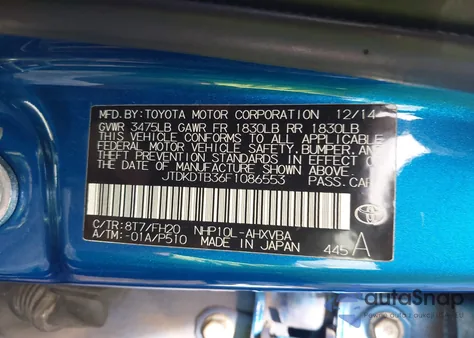 MFD.BY:TOYOTA MOTOR CORPORATION 12/14
GVWR 3475LB GAWR FR 1830LB RR 1830LB
THIS VEHICLE CONFORMS TO ALL APPLICABLE
FEDERAL MOTOR VEHICLE SAFETY,BUMPER,AND
THEFT PREVENTION STANDARDS IN EFFECT ON
THE DATE OF MANUFACTURE SHOWN ABOVE.
JTDKDTB36F1086553 PASS.CAR
C/TR:8T7/FH20 NHP10L-AHXVBA
A/TM:-01A/P510 MADE IN JAPAN
445 A
TOYOTA
autoSnap